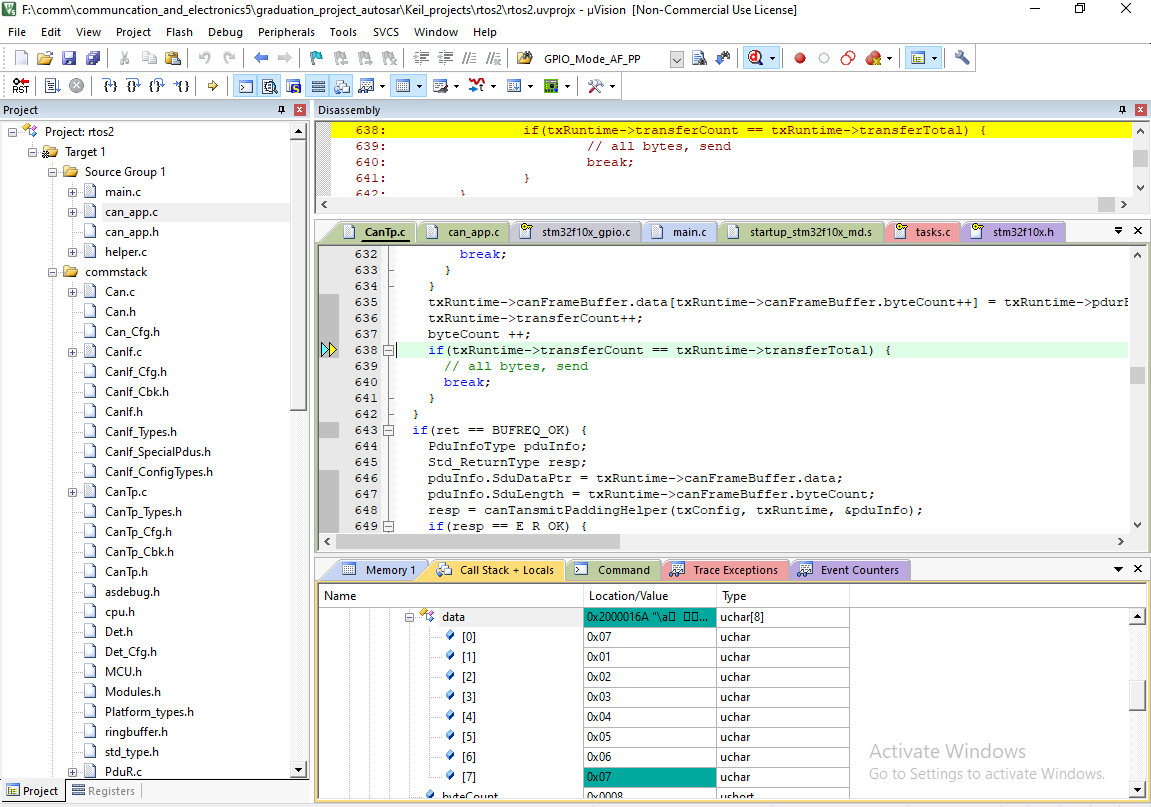 F:\comm\communcation_and_electronics5\graduation_project_autosar\Keil_projects\rtos2\rtos2.uvprojx - µVision [Non-Commercial Use License]
File Edit View Project Flash Debug Peripherals Tools SVCS Window Help
GPIO_Mode_AF_PP
RST
Project
Project: rtos2
Target 1
Source Group 1
main.c
can_app.c
can_app.h
helper.c
commstack
Can.c
Can.h
Can_Cfg.h
CanIf.c
CanIf_Cfg.h
CanIf_Cbk.h
CanIf.h
CanIf_Types.h
CanIf_SpecialPdus.h
CanIf_ConfigTypes.h
CanTp.c
CanTp_Types.h
CanTp_Cfg.h
CanTp_Cbk.h
CanTp.h
asdebug.h
cpu.h
Det.h
Det_Cfg.h
MCU.h
Modules.h
Platform_types.h
ringbuffer.h
std_type.h
PduR.c
Project Registers
Disassembly
638: if(txRuntime->transferCount == txRuntime->transferTotal) {
639: // all bytes, send
640: break;
641: }
642: }
CanTp.c can_app.c stm32f10x_gpio.c main.c startup_stm32f10x_md.s tasks.c stm32f10x.h
632 break;
633 }
634 }
635 txRuntime->canFrameBuffer.data[txRuntime->canFrameBuffer.byteCount++] = txRuntime->pdur
636 txRuntime->transferCount++;
637 byteCount ++;
638 if(txRuntime->transferCount == txRuntime->transferTotal) {
639 // all bytes, send
640 break;
641 }
642 }
643 if(ret == BUFREQ_OK) {
644 PduInfoType pduInfo;
645 Std_ReturnType resp;
646 pduInfo.SduDataPtr = txRuntime->canFrameBuffer.data;
647 pduInfo.SduLength = txRuntime->canFrameBuffer.byteCount;
648 resp = canTansmitPaddingHelper(txConfig, txRuntime, &pduInfo);
649 if(resp == E_R_OK) {
Memory 1 Call Stack + Locals Command Trace Exceptions Event Counters
Name Location/Value Type
data 0x2000016A "\a□ □□... uchar[8]
[0] 0x07 uchar
[1] 0x01 uchar
[2] 0x02 uchar
[3] 0x03 uchar
[4] 0x04 uchar
[5] 0x05 uchar
[6] 0x06 uchar
[7] 0x07 uchar
byteCount 0x0008 ushort
Activate Windows
Go to Settings to activate Windows.